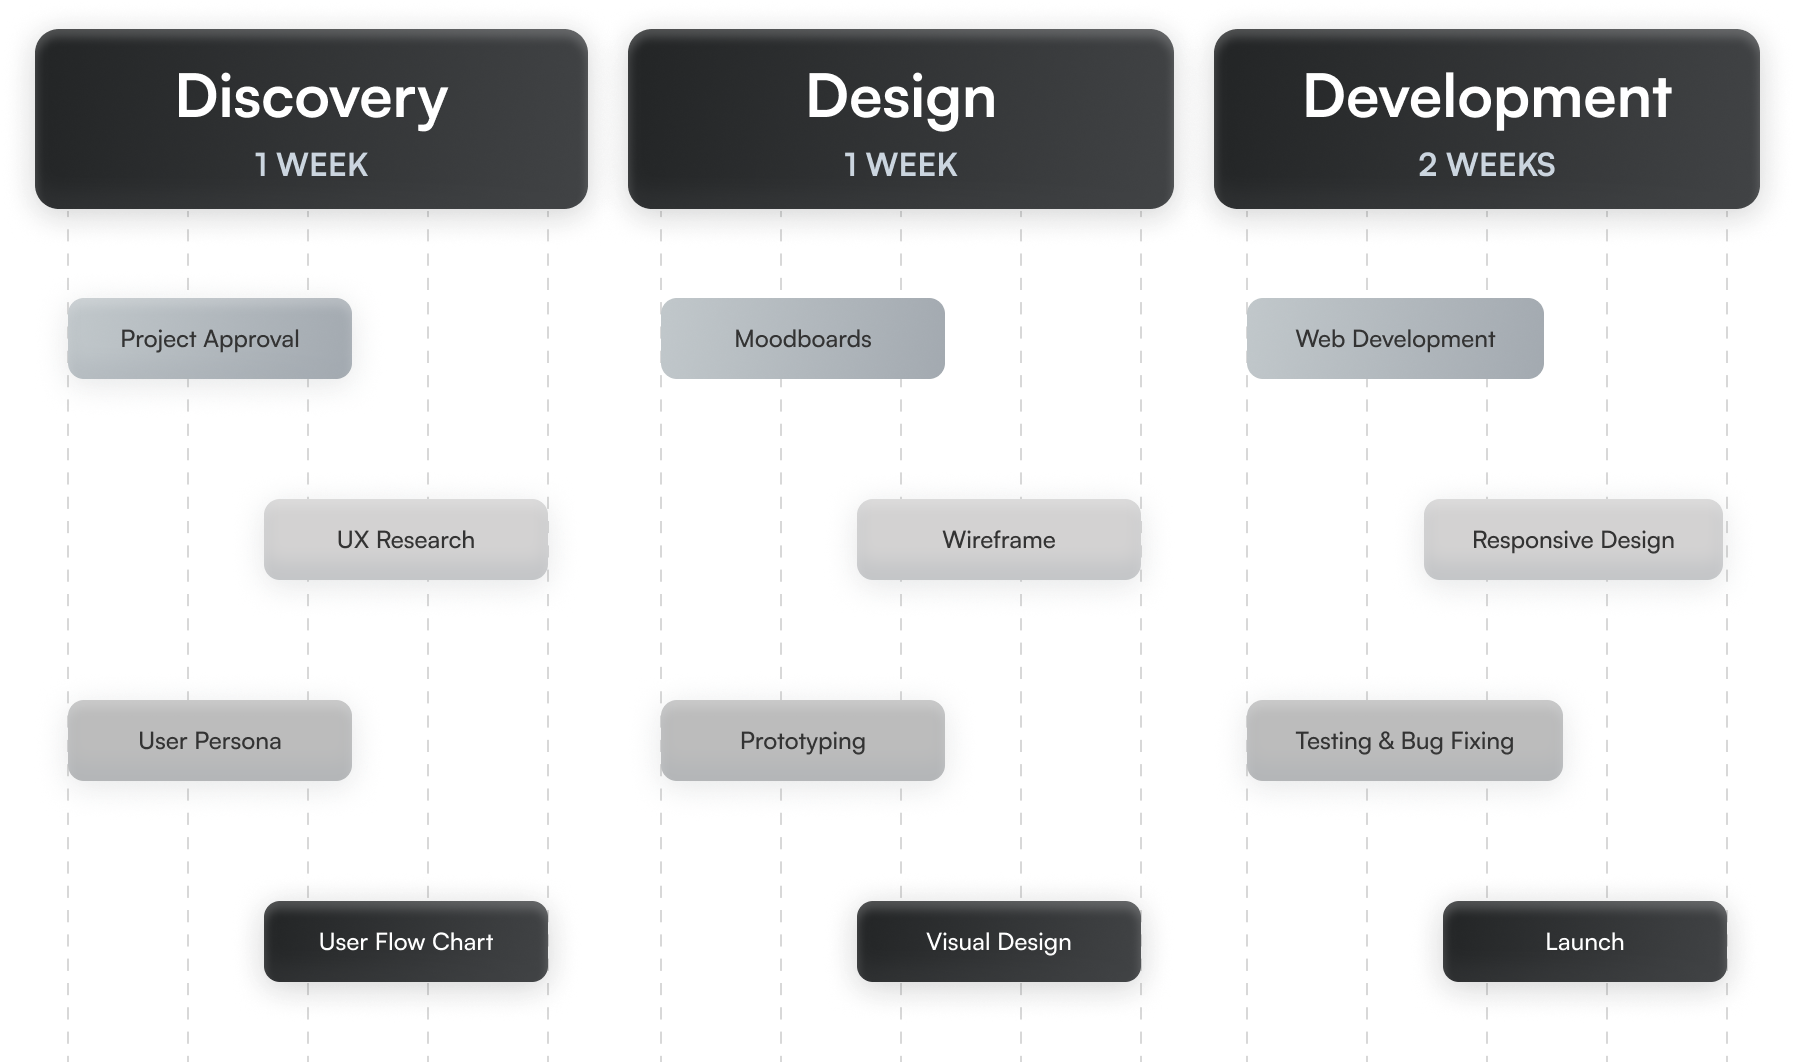 Discovery
1 WEEK
Design
1 WEEK
Development
2 WEEKS
Project Approval
Moodboards
Web Development
UX Research
Wireframe
Responsive Design
User Persona
Prototyping
Testing & Bug Fixing
User Flow Chart
Visual Design
Launch